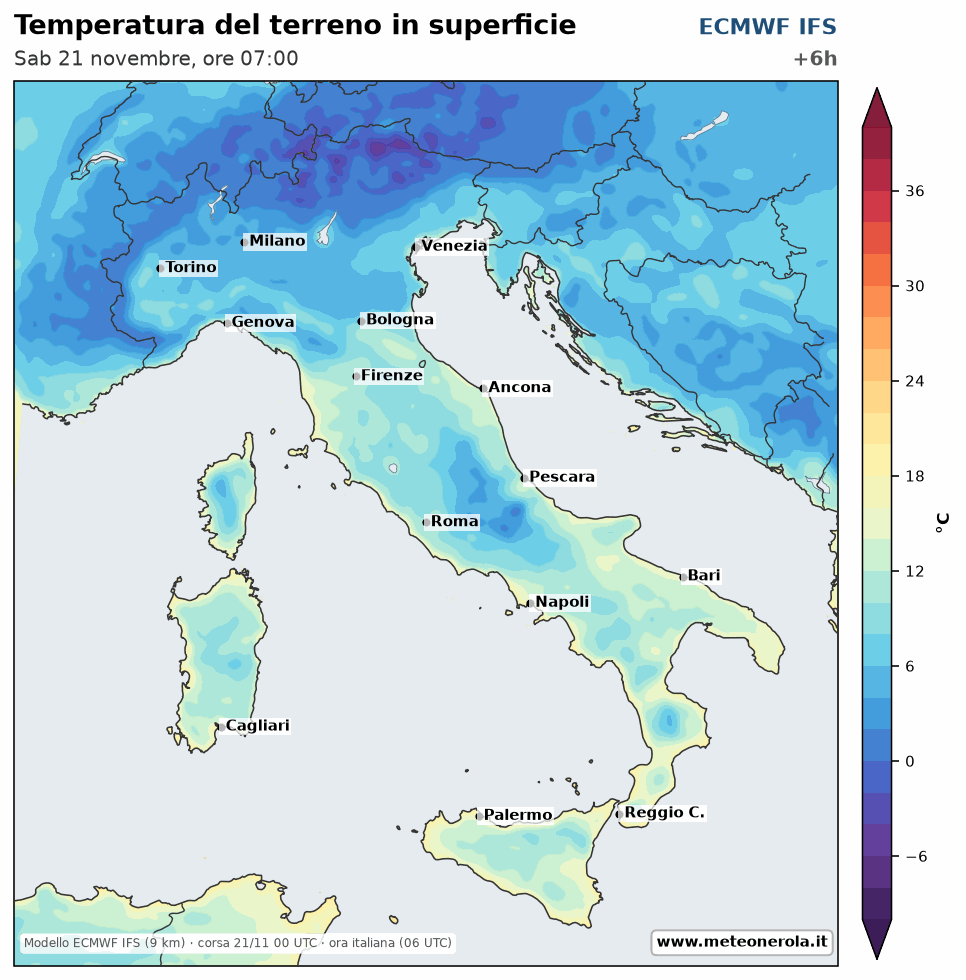 Temperatura del terreno in superficie
ECMWF IFS
Sab 21 novembre, ore 07:00
+6h
Milano
Venezia
Torino
Genova
Bologna
Firenze
Ancona
Pescara
Roma
Bari
Napoli
Cagliari
Palermo
Reggio C.
36
30
24
18
12
6
0
−6
°C
Modello ECMWF IFS (9 km) · corsa 21/11 00 UTC · ora italiana (06 UTC)
www.meteonerola.it